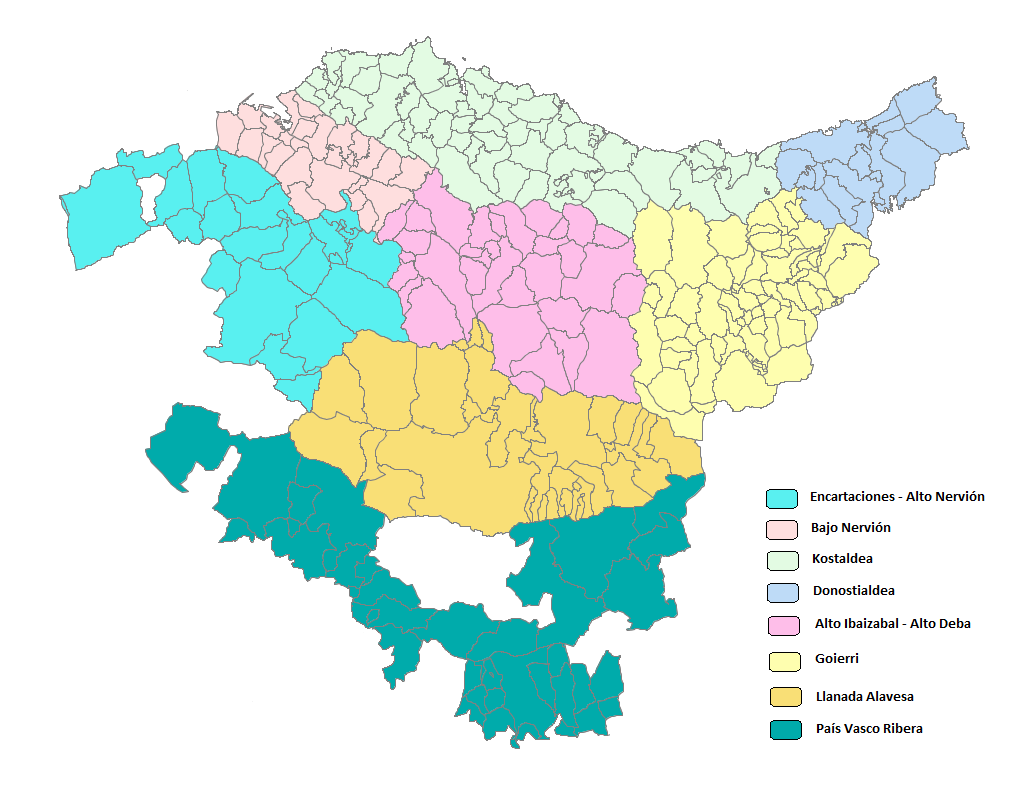 Encartaciones - Alto Nervión
Bajo Nervión
Kostaldea
Donostialdea
Alto Ibaizabal - Alto Deba
Goierri
Llanada Alavesa
País Vasco Ribera